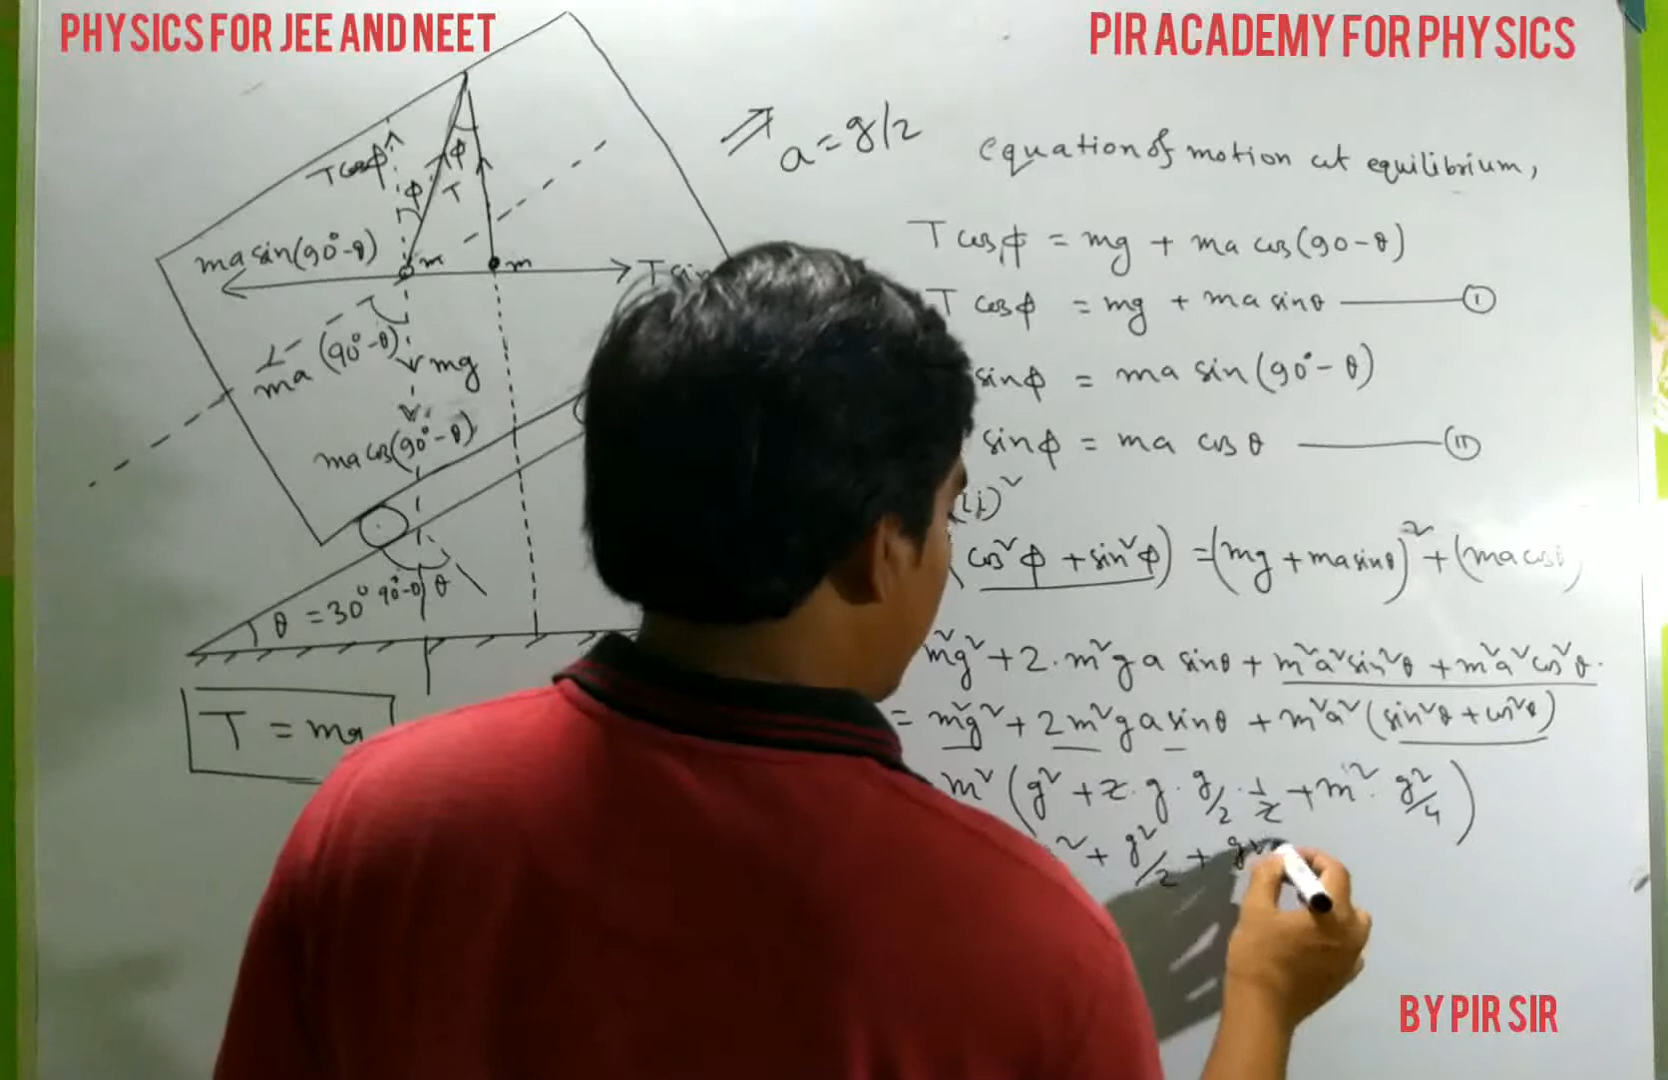 PHYSICS FOR JEE AND NEET
PIR ACADEMY FOR PHYSICS
a = g/2
equation of motion at equilibrium,
T cosϕ
ϕ
ϕ
T
ma sin(90°-θ)
m
m
T sin
ma
(90°-θ)
mg
ma cos(90°-θ)
θ = 30°
90°-θ
θ
T = m
T cosϕ = mg + ma cos(90-θ)
T cosϕ = mg + ma sinθ ——— (I)
sinϕ = ma sin(90°-θ)
sinϕ = ma cosθ ——— (II)
(cos²ϕ + sin²ϕ) = (mg + ma sinθ)² + (ma cosθ)
m²g² + 2.m²ga sinθ + m²a²sin²θ + m²a²cos²θ.
= m²g² + 2m²ga sinθ + m²a²(sin²θ + cos²θ)
m²(g² + 2.g.g/2.1/2 + m².g²/4)
² + g²/2 + g²
BY PIR SIR